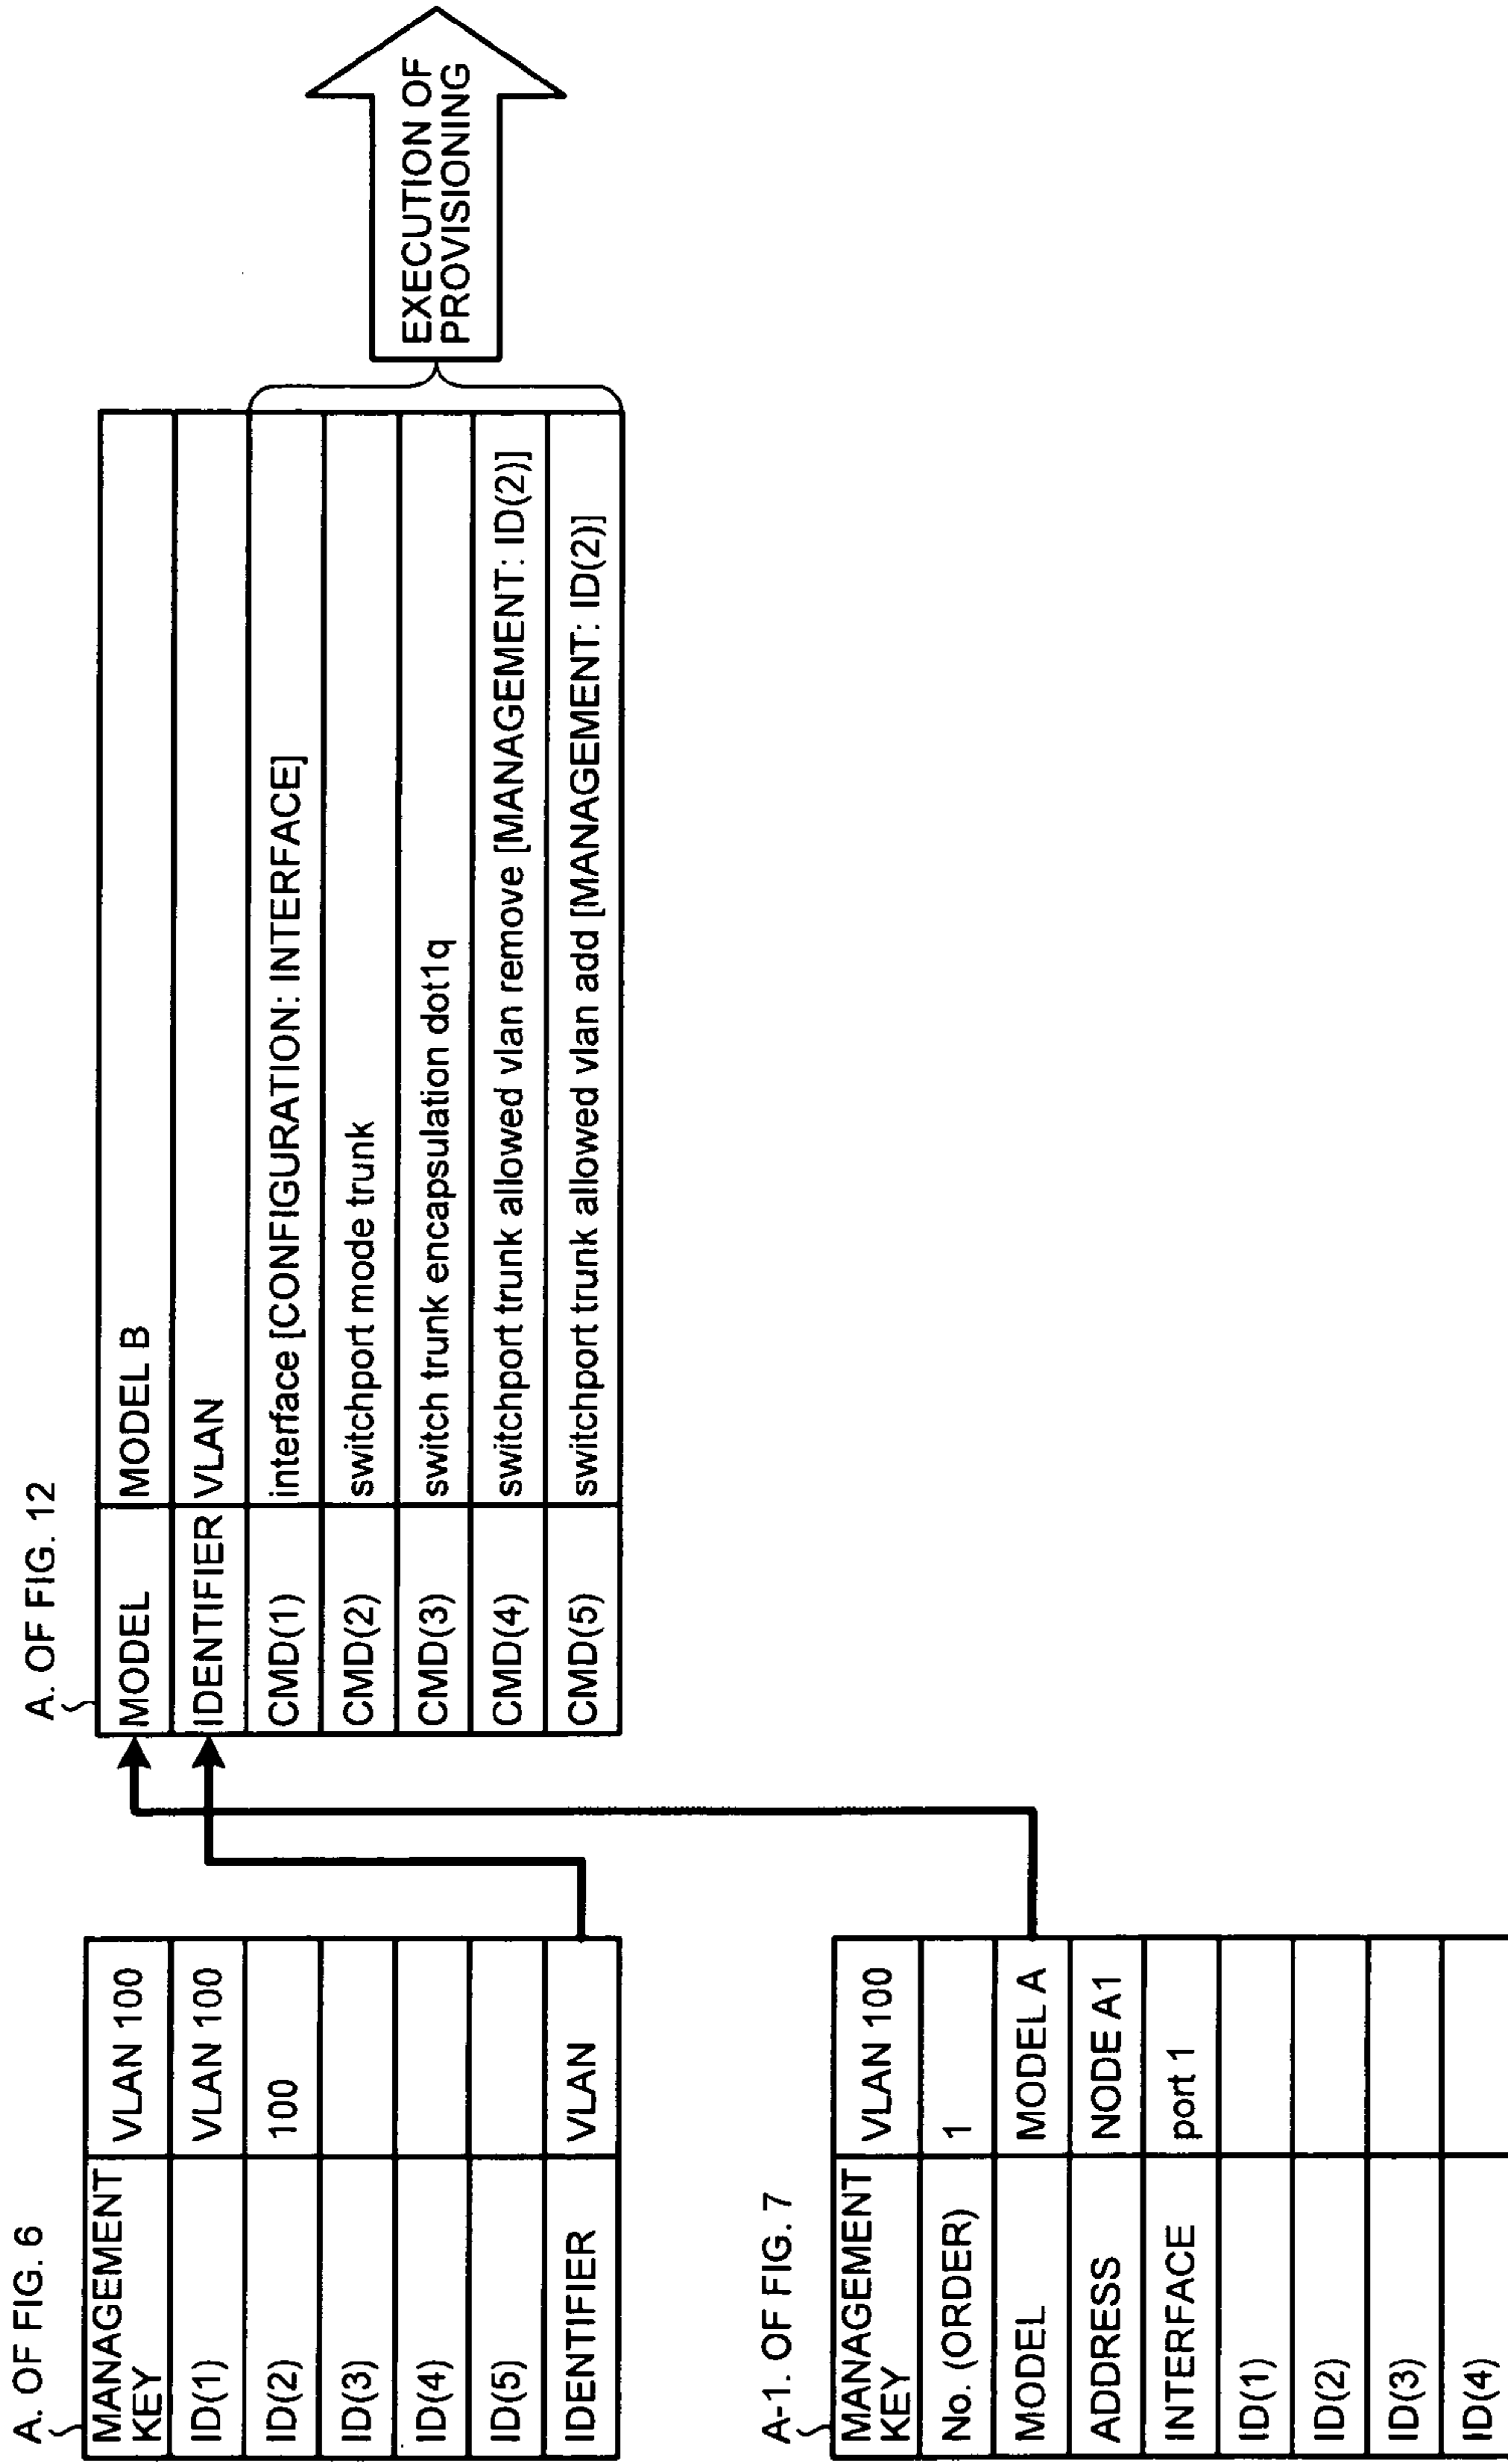 A. OF FIG. 6
MANAGEMENT KEY VLAN 100
ID(1) VLAN 100
ID(2) 100
ID(3)
ID(4)
ID(5)
IDENTIFIER VLAN
A-1. OF FIG. 7
MANAGEMENT KEY VLAN 100
No. (ORDER) 1
MODEL MODEL A
ADDRESS NODE A1
INTERFACE port 1
ID(1)
ID(2)
ID(3)
ID(4)
A. OF FIG. 12
MODEL MODEL B
IDENTIFIER VLAN
CMD(1) interface [CONFIGURATION: INTERFACE]
CMD(2) switchport mode trunk
CMD(3) switch trunk encapsulation dot1q
CMD(4) switchport trunk allowed vlan remove [MANAGEMENT: ID(2)]
CMD(5) switchport trunk allowed vlan add [MANAGEMENT: ID(2)]
EXECUTION OF
PROVISIONING